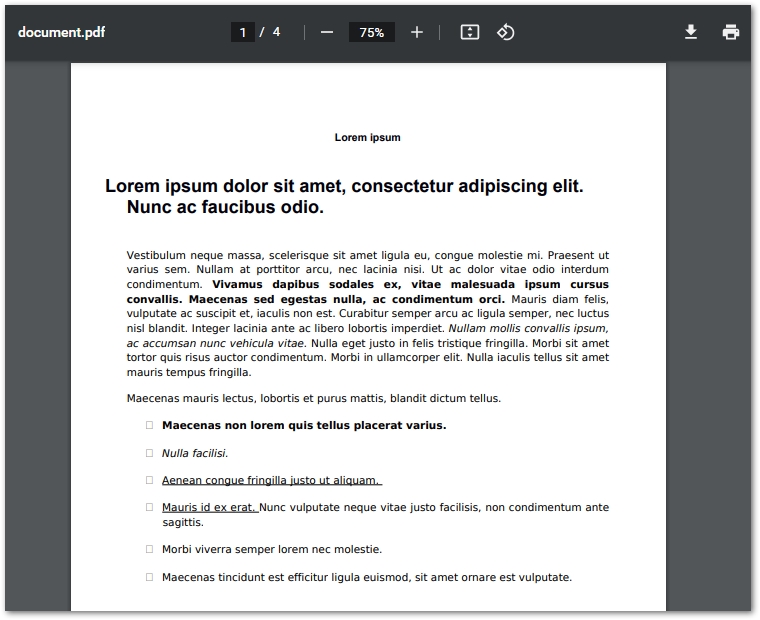 document.pdf
1 / 4
75%
Lorem ipsum
Lorem ipsum dolor sit amet, consectetur adipiscing elit.
Nunc ac faucibus odio.
Vestibulum neque massa, scelerisque sit amet ligula eu, congue molestie mi. Praesent ut
varius sem. Nullam at porttitor arcu, nec lacinia nisi. Ut ac dolor vitae odio interdum
condimentum. Vivamus dapibus sodales ex, vitae malesuada ipsum cursus
convallis. Maecenas sed egestas nulla, ac condimentum orci. Mauris diam felis,
vulputate ac suscipit et, iaculis non est. Curabitur semper arcu ac ligula semper, nec luctus
nisl blandit. Integer lacinia ante ac libero lobortis imperdiet. Nullam mollis convallis ipsum,
ac accumsan nunc vehicula vitae. Nulla eget justo in felis tristique fringilla. Morbi sit amet
tortor quis risus auctor condimentum. Morbi in ullamcorper elit. Nulla iaculis tellus sit amet
mauris tempus fringilla.
Maecenas mauris lectus, lobortis et purus mattis, blandit dictum tellus.
Maecenas non lorem quis tellus placerat varius.
Nulla facilisi.
Aenean congue fringilla justo ut aliquam.
Mauris id ex erat. Nunc vulputate neque vitae justo facilisis, non condimentum ante
sagittis.
Morbi viverra semper lorem nec molestie.
Maecenas tincidunt est efficitur ligula euismod, sit amet ornare est vulputate.